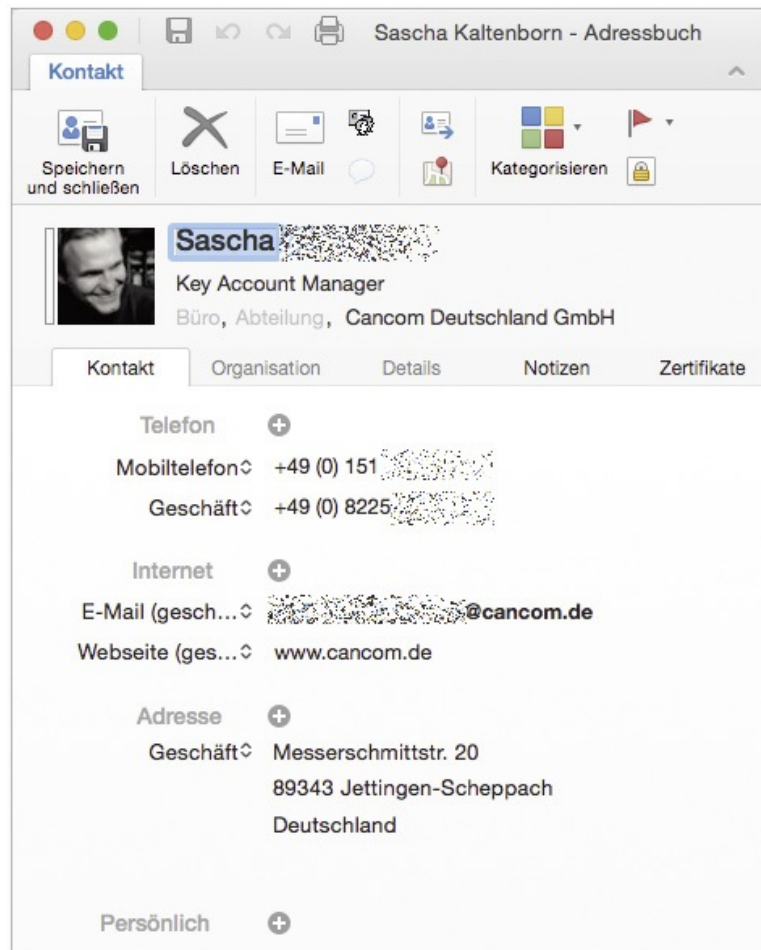 Sascha Kaltenborn - Adressbuch
Kontakt
Speichern und schließen
Löschen
E-Mail
Kategorisieren
Sascha
Key Account Manager
Büro, Abteilung, Cancom Deutschland GmbH
Kontakt Organisation Details Notizen Zertifikate
Telefon
Mobiltelefon +49 (0) 151
Geschäft +49 (0) 8225
Internet
E-Mail (gesch... @cancom.de
Webseite (ges... www.cancom.de
Adresse
Geschäft Messerschmittstr. 20
89343 Jettingen-Scheppach
Deutschland
Persönlich